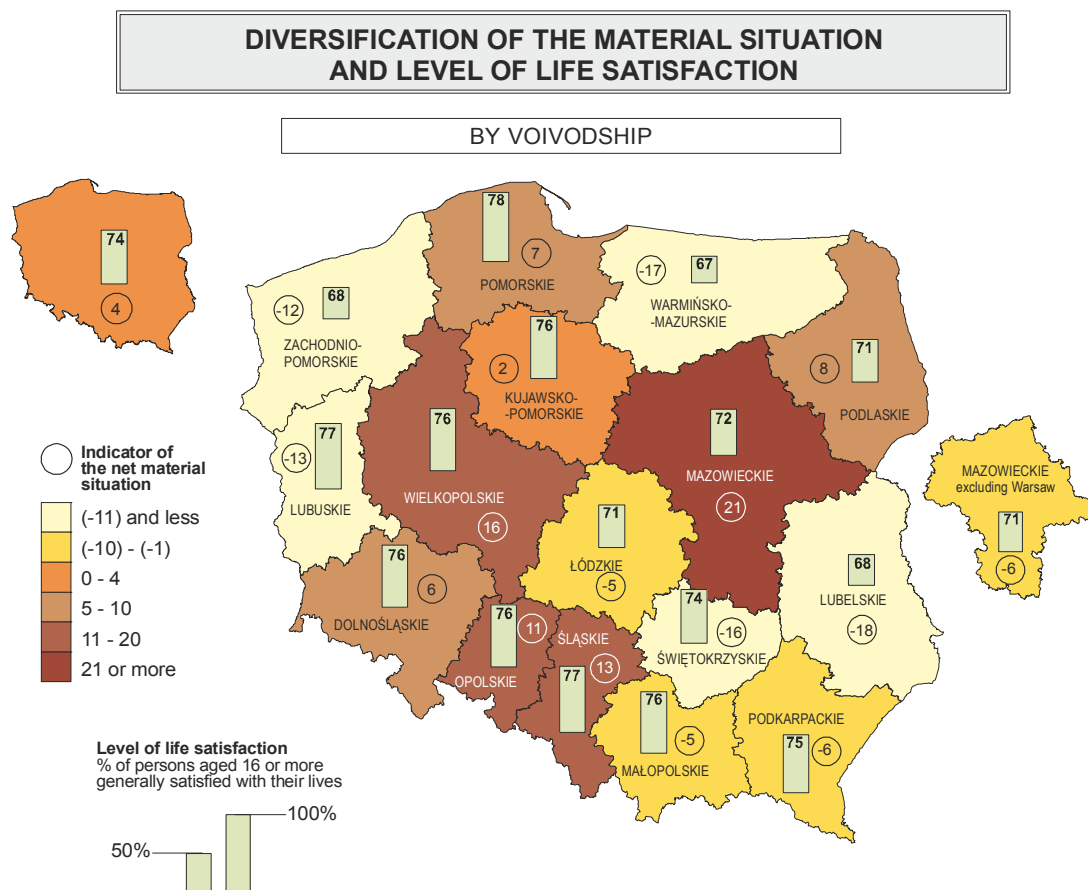 DIVERSIFICATION OF THE MATERIAL SITUATION
AND LEVEL OF LIFE SATISFACTION
BY VOIVODSHIP
74
4
78
7
POMORSKIE
-17
67
WARMIŃSKO-
-MAZURSKIE
-12
68
ZACHODNIO-
POMORSKIE
76
2
KUJAWSKO-
-POMORSKIE
71
8
PODLASKIE
77
-13
LUBUSKIE
76
WIELKOPOLSKIE
16
72
MAZOWIECKIE
21
MAZOWIECKIE
excluding Warsaw
71
-6
71
ŁÓDZKIE
-5
68
LUBELSKIE
-18
76
6
DOLNOŚLĄSKIE
76
11
OPOLSKIE
ŚLĄSKIE
13
77
74
-16
ŚWIĘTOKRZYSKIE
76
-5
MAŁOPOLSKIE
PODKARPACKIE
75
-6
Indicator of
the net material
situation
(-11) and less
(-10) - (-1)
0 - 4
5 - 10
11 - 20
21 or more
Level of life satisfaction
% of persons aged 16 or more
generally satisfied with their lives
100%
50%